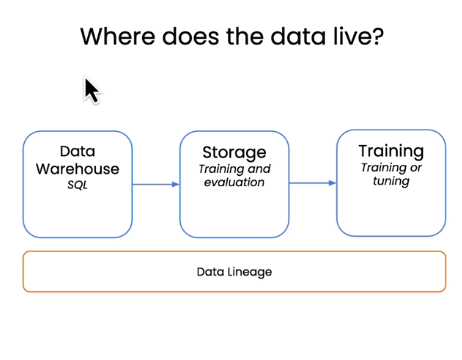 Where does the data live?
Data
Warehouse
SQL
Storage
Training and
evaluation
Training
Training or
tuning
Data Lineage